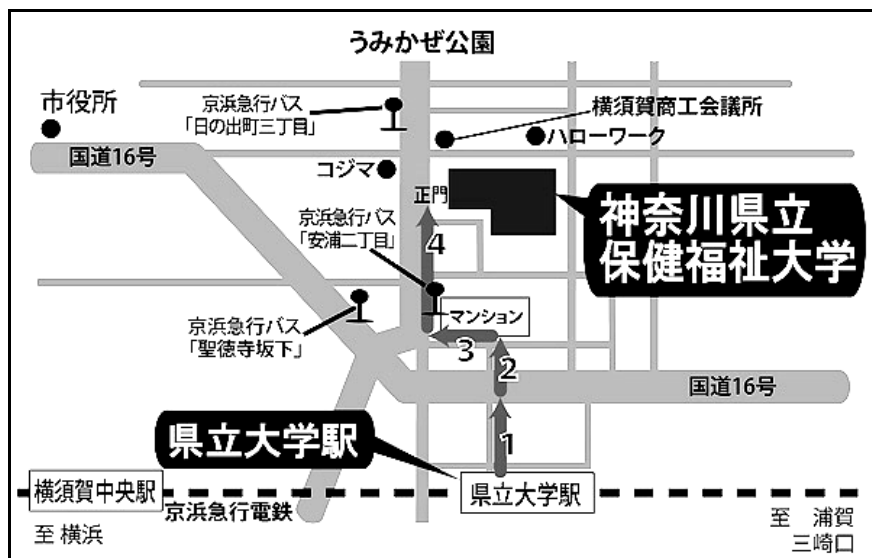 うみかぜ公園
市役所
京浜急行バス
「日の出町三丁目」
横須賀商工会議所
ハローワーク
国道16号
コジマ
正門
神奈川県立
保健福祉大学
京浜急行バス
「安浦二丁目」
4
マンション
京浜急行バス
「聖徳寺坂下」
3
2
国道16号
県立大学駅
1
横須賀中央駅
京浜急行電鉄
県立大学駅
至 横浜
至 浦賀
三崎口